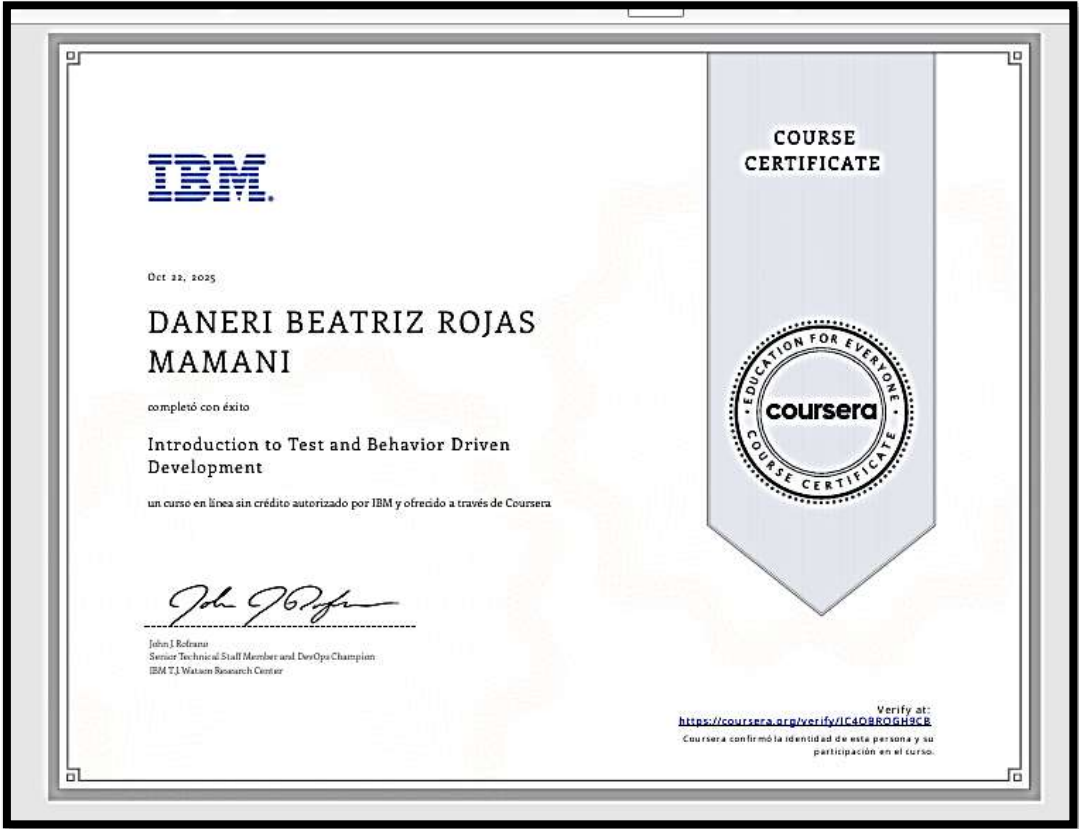 IBM
Oct 22, 2025
DANERI BEATRIZ ROJAS
MAMANI
completó con éxito
Introduction to Test and Behavior Driven
Development
un curso en línea sin crédito autorizado por IBM y ofrecido a través de Coursera
John J. Rofrano
Senior Technical Staff Member and DevOps Champion
IBM T.J. Watson Research Center
COURSE
CERTIFICATE
EDUCATION FOR EVERYONE
coursera
COURSE CERTIFICATE
Verify at:
https://coursera.org/verify/IC4OBROGH9CB
Coursera confirmó la identidad de esta persona y su
participación en el curso.